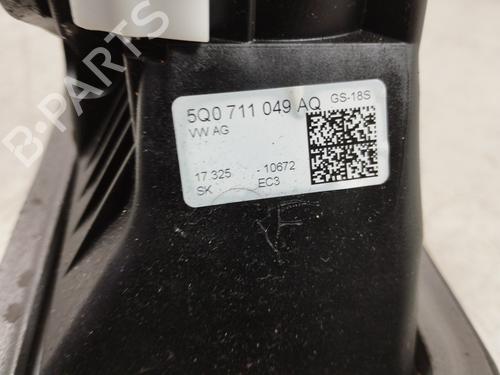 B-PARTS
5Q0 711 049 AQ GS-18S
VW AG
17.325 - 10672
SK EC3